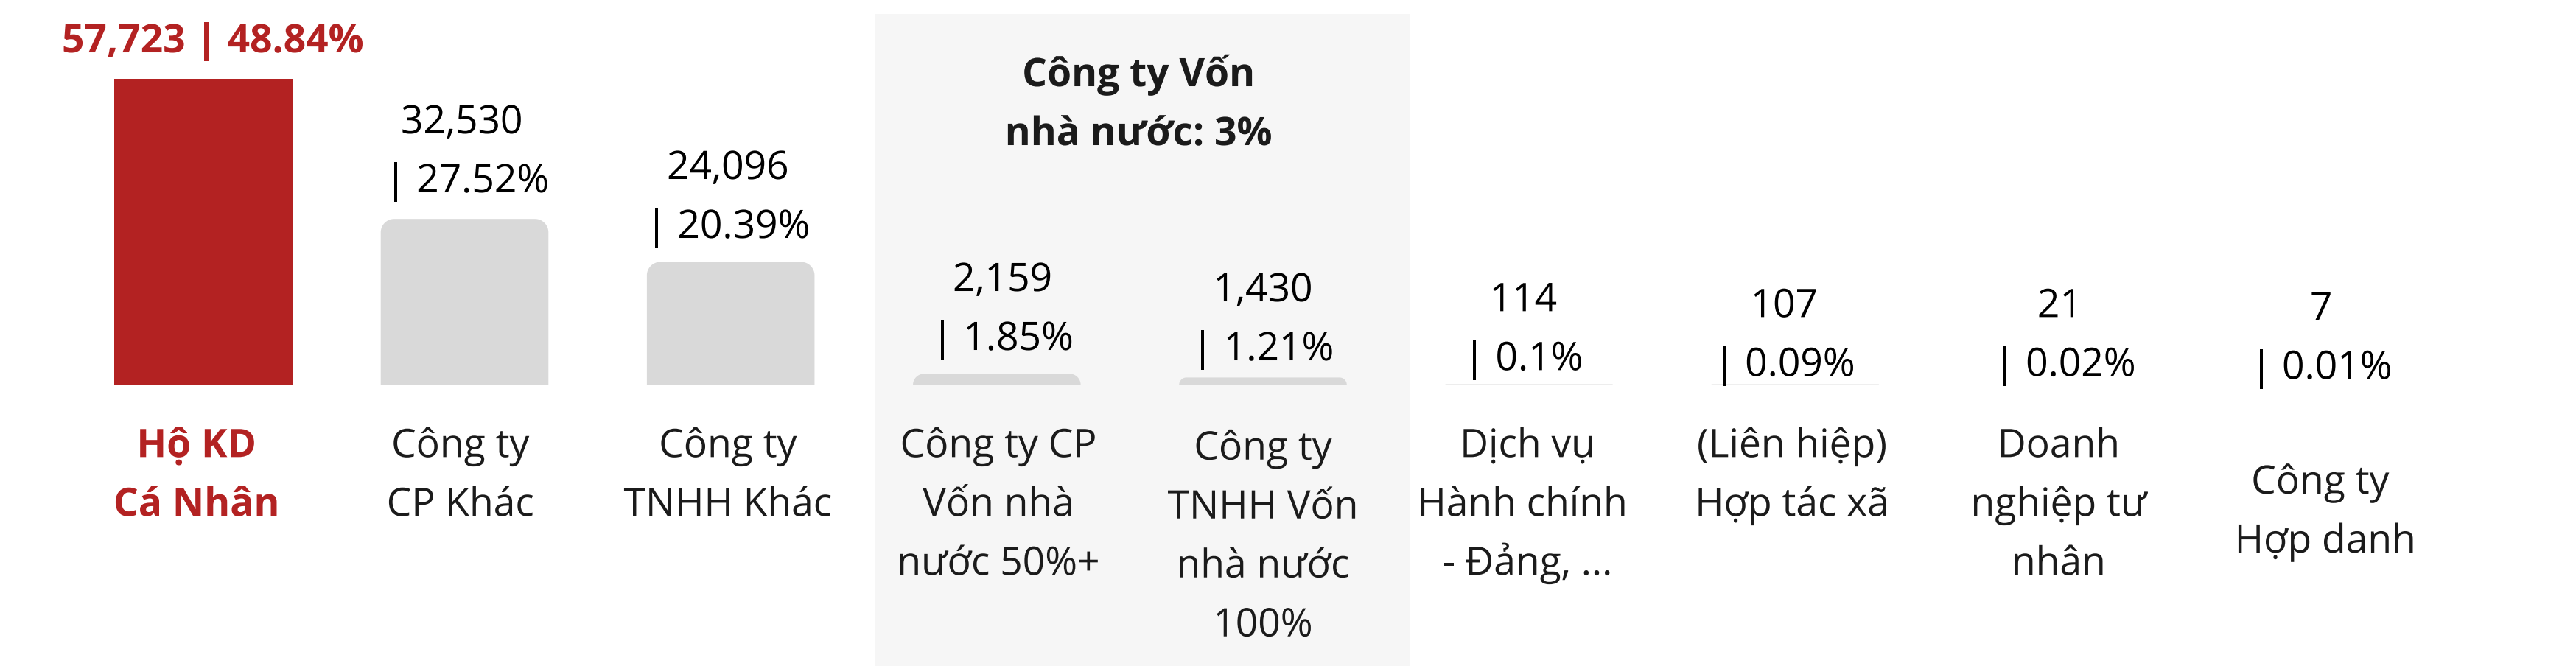 57,723 | 48.84%
32,530
| 27.52%
24,096
| 20.39%
Công ty Vốn
nhà nước: 3%
2,159
| 1.85%
1,430
| 1.21%
114
| 0.1%
107
| 0.09%
21
| 0.02%
7
| 0.01%
Hộ KD
Cá Nhân
Công ty
CP Khác
Công ty
TNHH Khác
Công ty CP
Vốn nhà
nước 50%+
Công ty
TNHH Vốn
nhà nước
100%
Dịch vụ
Hành chính
- Đảng, ...
(Liên hiệp)
Hợp tác xã
Doanh
nghiệp tư
nhân
Công ty
Hợp danh